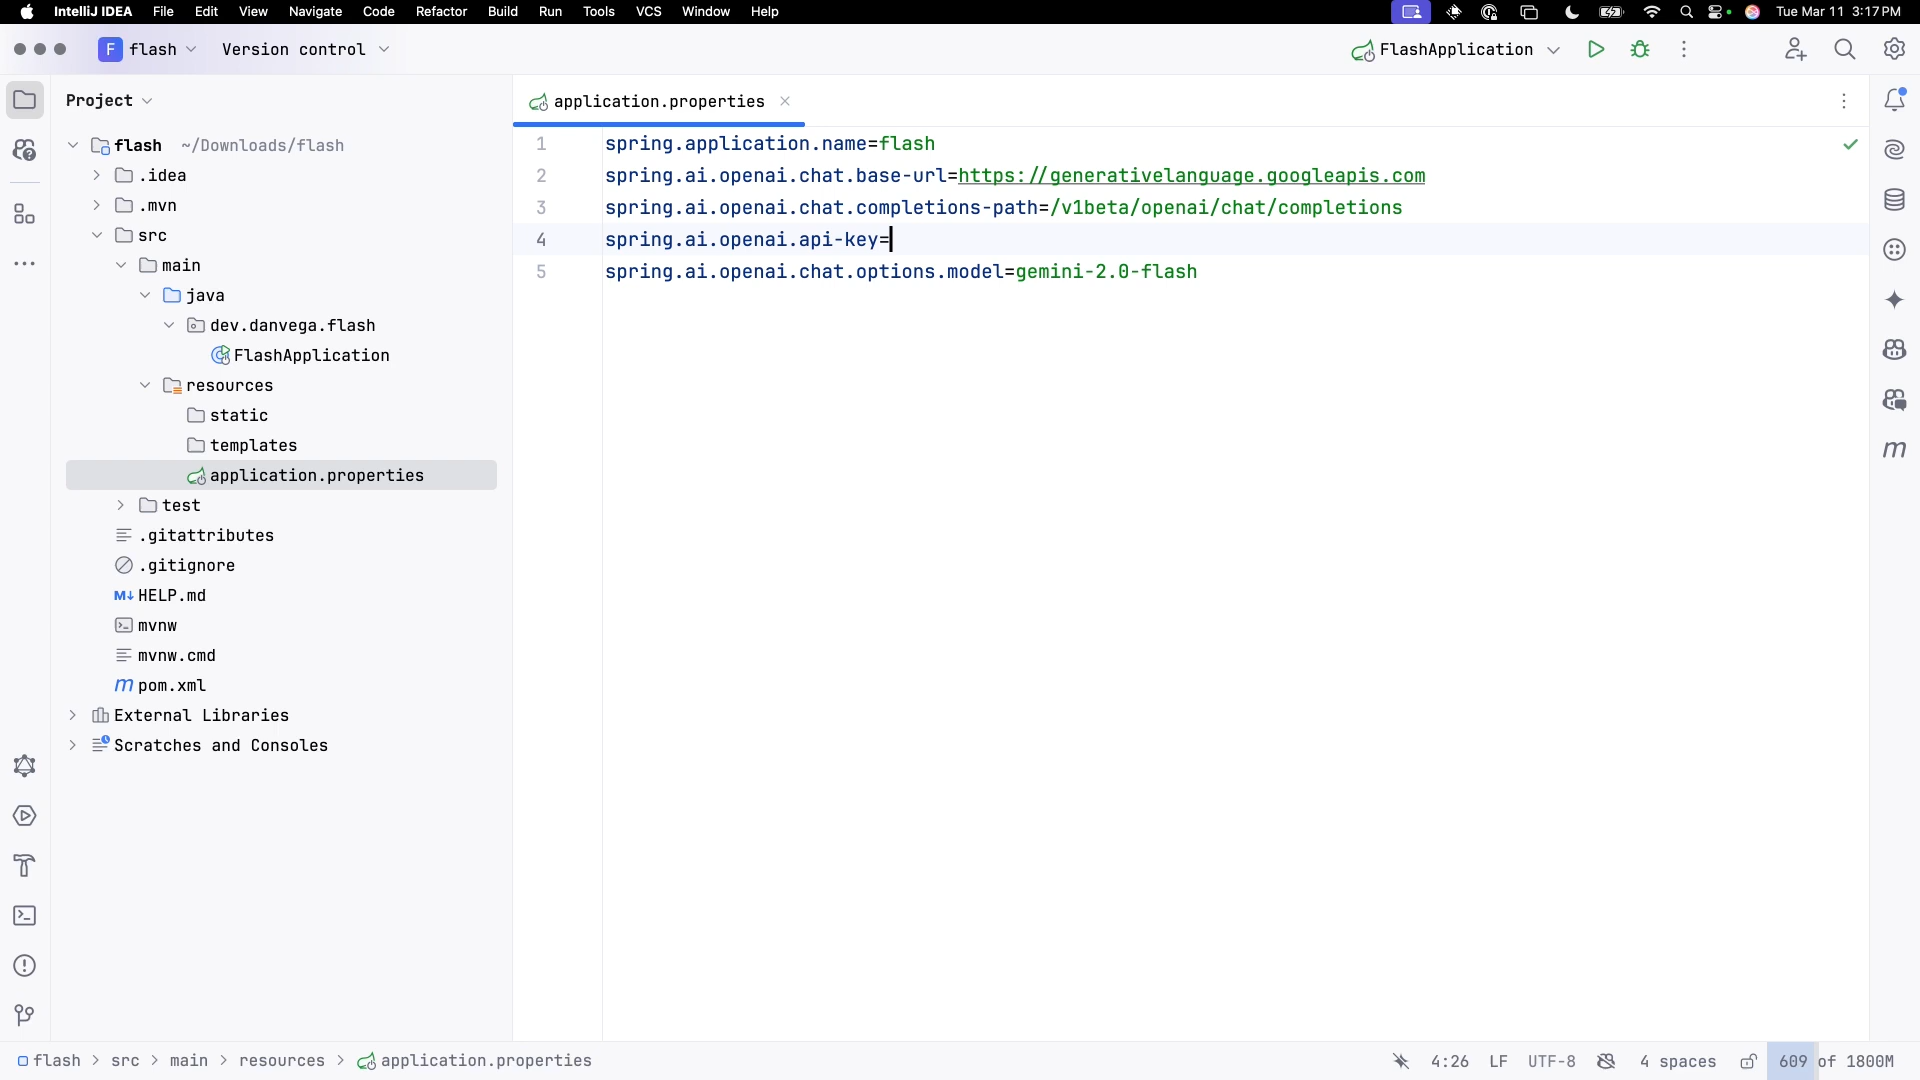 IntelliJ IDEA File Edit View Navigate Code Refactor Build Run Tools VCS Window Help Tue Mar 11 3:17 PM
F flash Version control FlashApplication
Project
application.properties
flash ~/Downloads/flash
.idea
.mvn
src
main
java
dev.danvega.flash
FlashApplication
resources
static
templates
application.properties
test
.gitattributes
.gitignore
M↓ HELP.md
mvnw
mvnw.cmd
m pom.xml
External Libraries
Scratches and Consoles
1 spring.application.name=flash
2 spring.ai.openai.chat.base-url=https://generativelanguage.googleapis.com
3 spring.ai.openai.chat.completions-path=/v1beta/openai/chat/completions
4 spring.ai.openai.api-key=
5 spring.ai.openai.chat.options.model=gemini-2.0-flash
m
flash > src > main > resources > application.properties 4:26 LF UTF-8 4 spaces 609 of 1800M